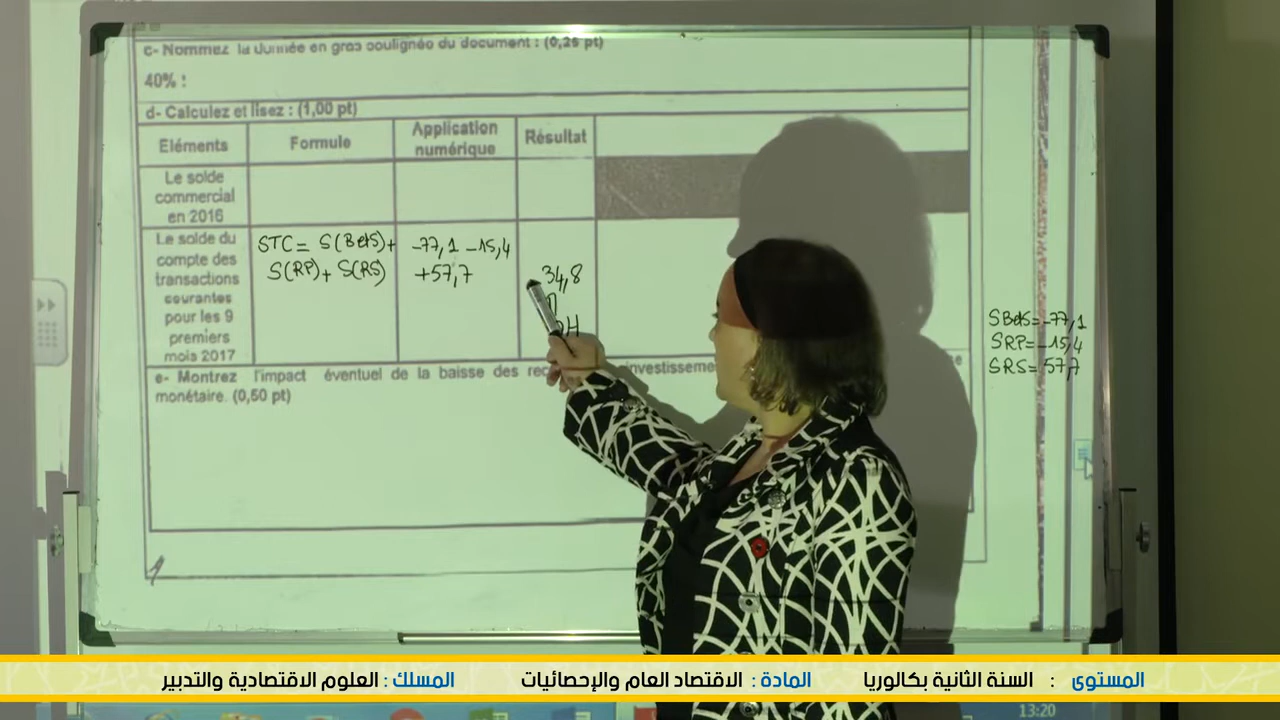 c- Nommez la donnée en gras souligné du document : (0,25 pt)
40% :
d- Calculez et lisez : (1,00 pt)
Eléments
Formule
Application numérique
Résultat
Le solde
commercial
en 2016
Le solde du
compte des
transactions
courantes
pour les 9
premiers
mois 2017
STC = S(BetS)+
S(RP)+ S(RS)
-77,1 -15,4
+57,7
34,8
DH
SBetS=-77,1
SRP=-15,4
SRS= 57,7
e- Montrez l'impact éventuel de la baisse des
monétaire. (0,50 pt)
المستوى : السنة الثانية بكالوريا
المادة : الاقتصاد العام والإحصائيات
المسلك : العلوم الاقتصادية والتدبير
13:20